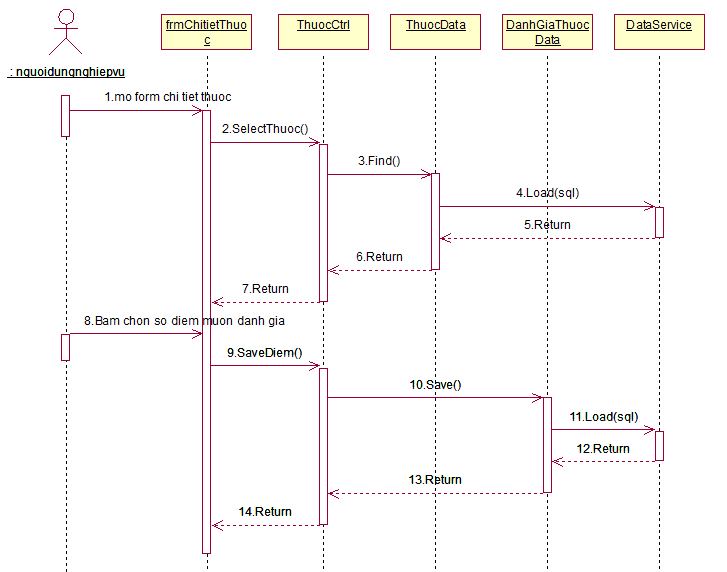 frmChitietThuo
c
ThuocCtrl
ThuocData
DanhGiaThuoc
Data
DataService
: nguoidungnghiepvu
1.mo form chi tiet thuoc
2.SelectThuoc()
3.Find()
4.Load(sql)
5.Return
6.Return
7.Return
8.Bam chon so diem muon danh gia
9.SaveDiem()
10.Save()
11.Load(sql)
12.Return
13.Return
14.Return